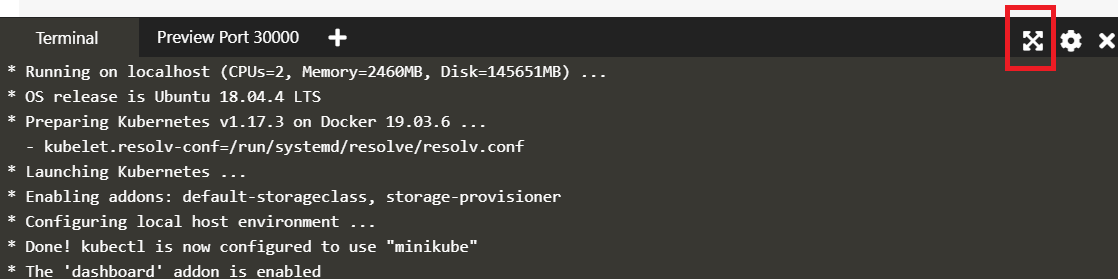 Terminal
Preview Port 30000
* Running on localhost (CPUs=2, Memory=2460MB, Disk=145651MB) ...
* OS release is Ubuntu 18.04.4 LTS
* Preparing Kubernetes v1.17.3 on Docker 19.03.6 ...
  - kubelet.resolv-conf=/run/systemd/resolve/resolv.conf
* Launching Kubernetes ...
* Enabling addons: default-storageclass, storage-provisioner
* Configuring local host environment ...
* Done! kubectl is now configured to use "minikube"
* The 'dashboard' addon is enabled